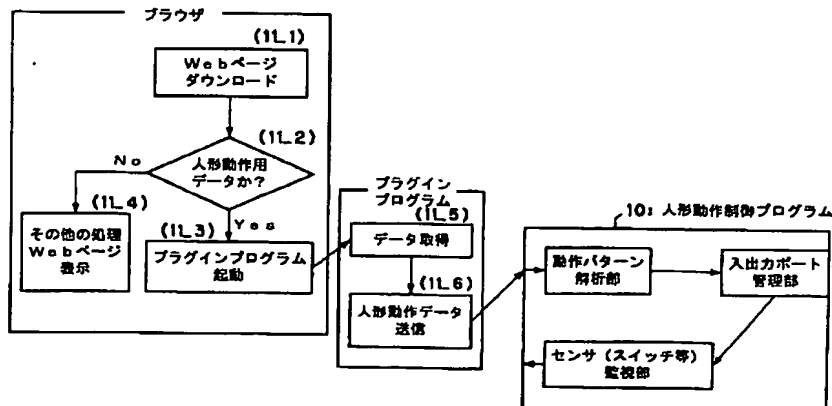 ブラウザ
(11_1)
Webページ
ダウンロード
(11_2)
人形動作用
データか?
No
Yes
(11_4)
その他の処理
Webページ
表示
(11_3)
プラグインプログラム
起動
プラグイン
プログラム
(11_5)
データ取得
(11_6)
人形動作データ
送信
10:人形動作制御プログラム
動作パターン
解析部
入出力ポート
管理部
センサ(スイッチ等)
監視部